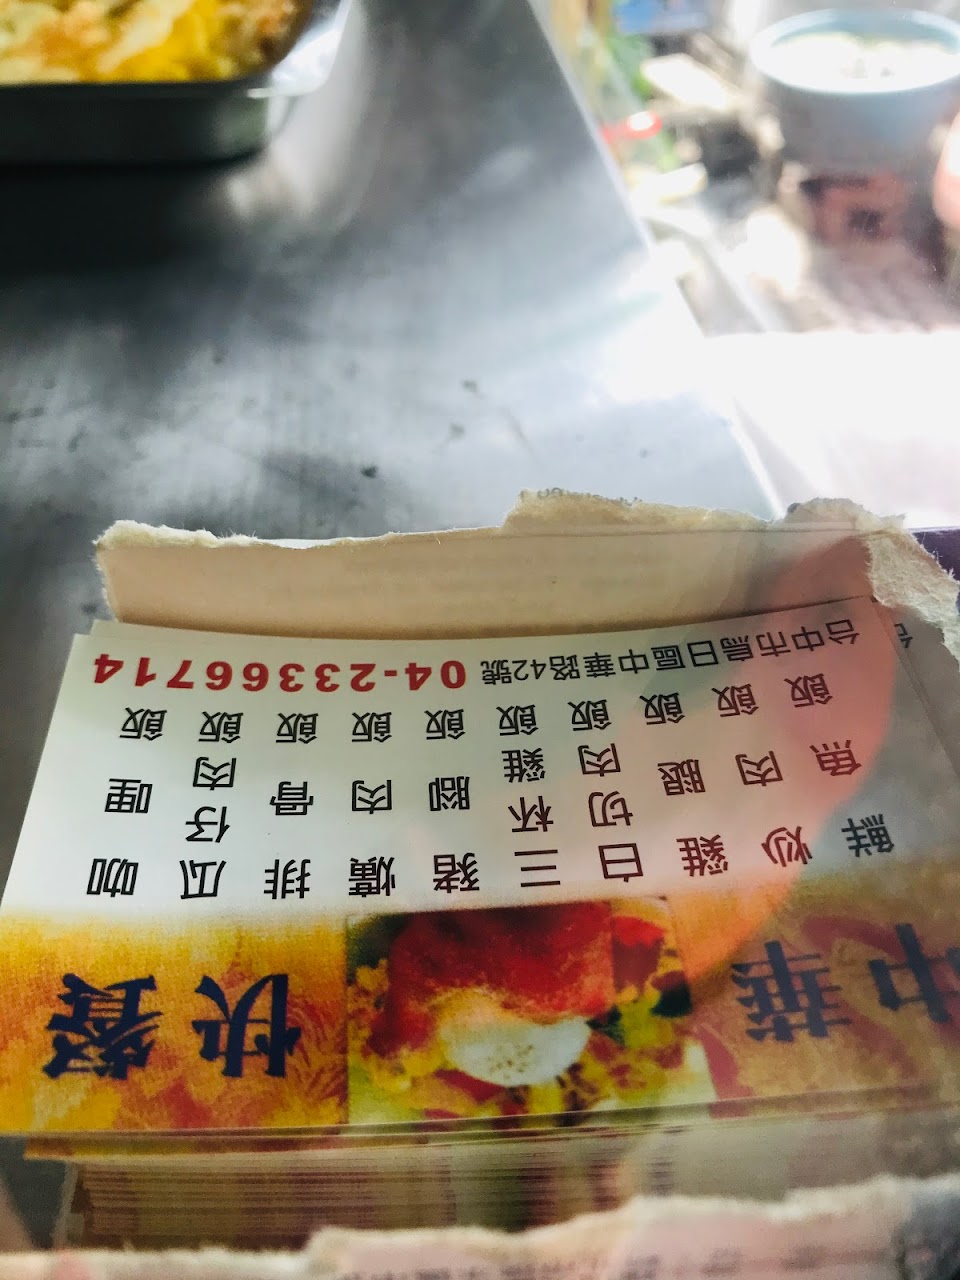 中華快餐
鮮魚飯
炒肉飯
雞腿飯
白切肉飯
三杯雞飯
豬腳飯
爌肉飯
排骨飯
瓜仔肉飯
咖哩飯
台中市烏日區中華路42號 04-23366714